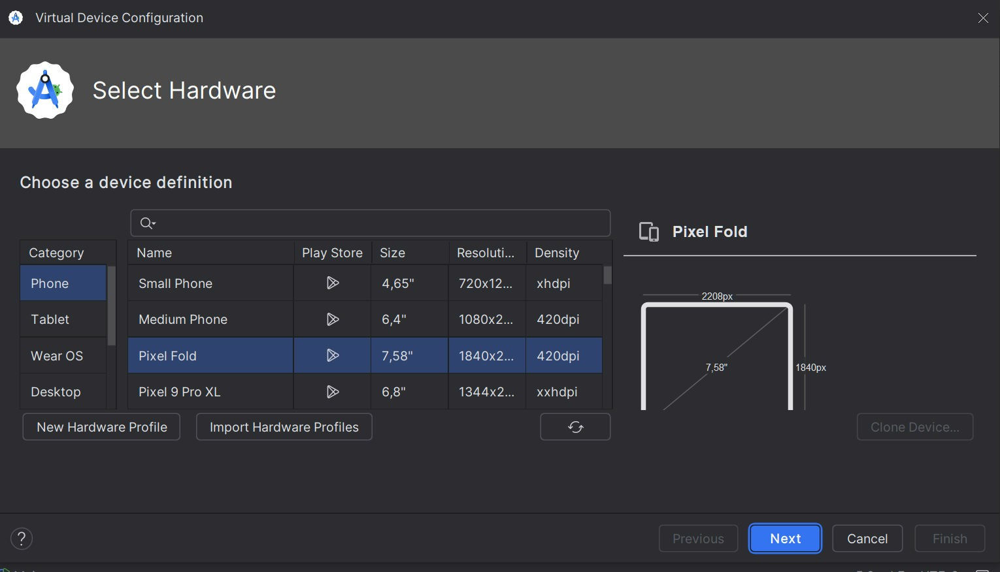 Virtual Device Configuration
Select Hardware
Choose a device definition
Pixel Fold
Category
Name Play Store Size Resoluti... Density
Phone
Small Phone 4,65" 720x12... xhdpi
Tablet
Medium Phone 6,4" 1080x2... 420dpi
Wear OS
Pixel Fold 7,58" 1840x2... 420dpi
Desktop
Pixel 9 Pro XL 6,8" 1344x2... xxhdpi
2208px
7,58"
1840px
New Hardware Profile Import Hardware Profiles Clone Device...
? Previous Next Cancel Finish